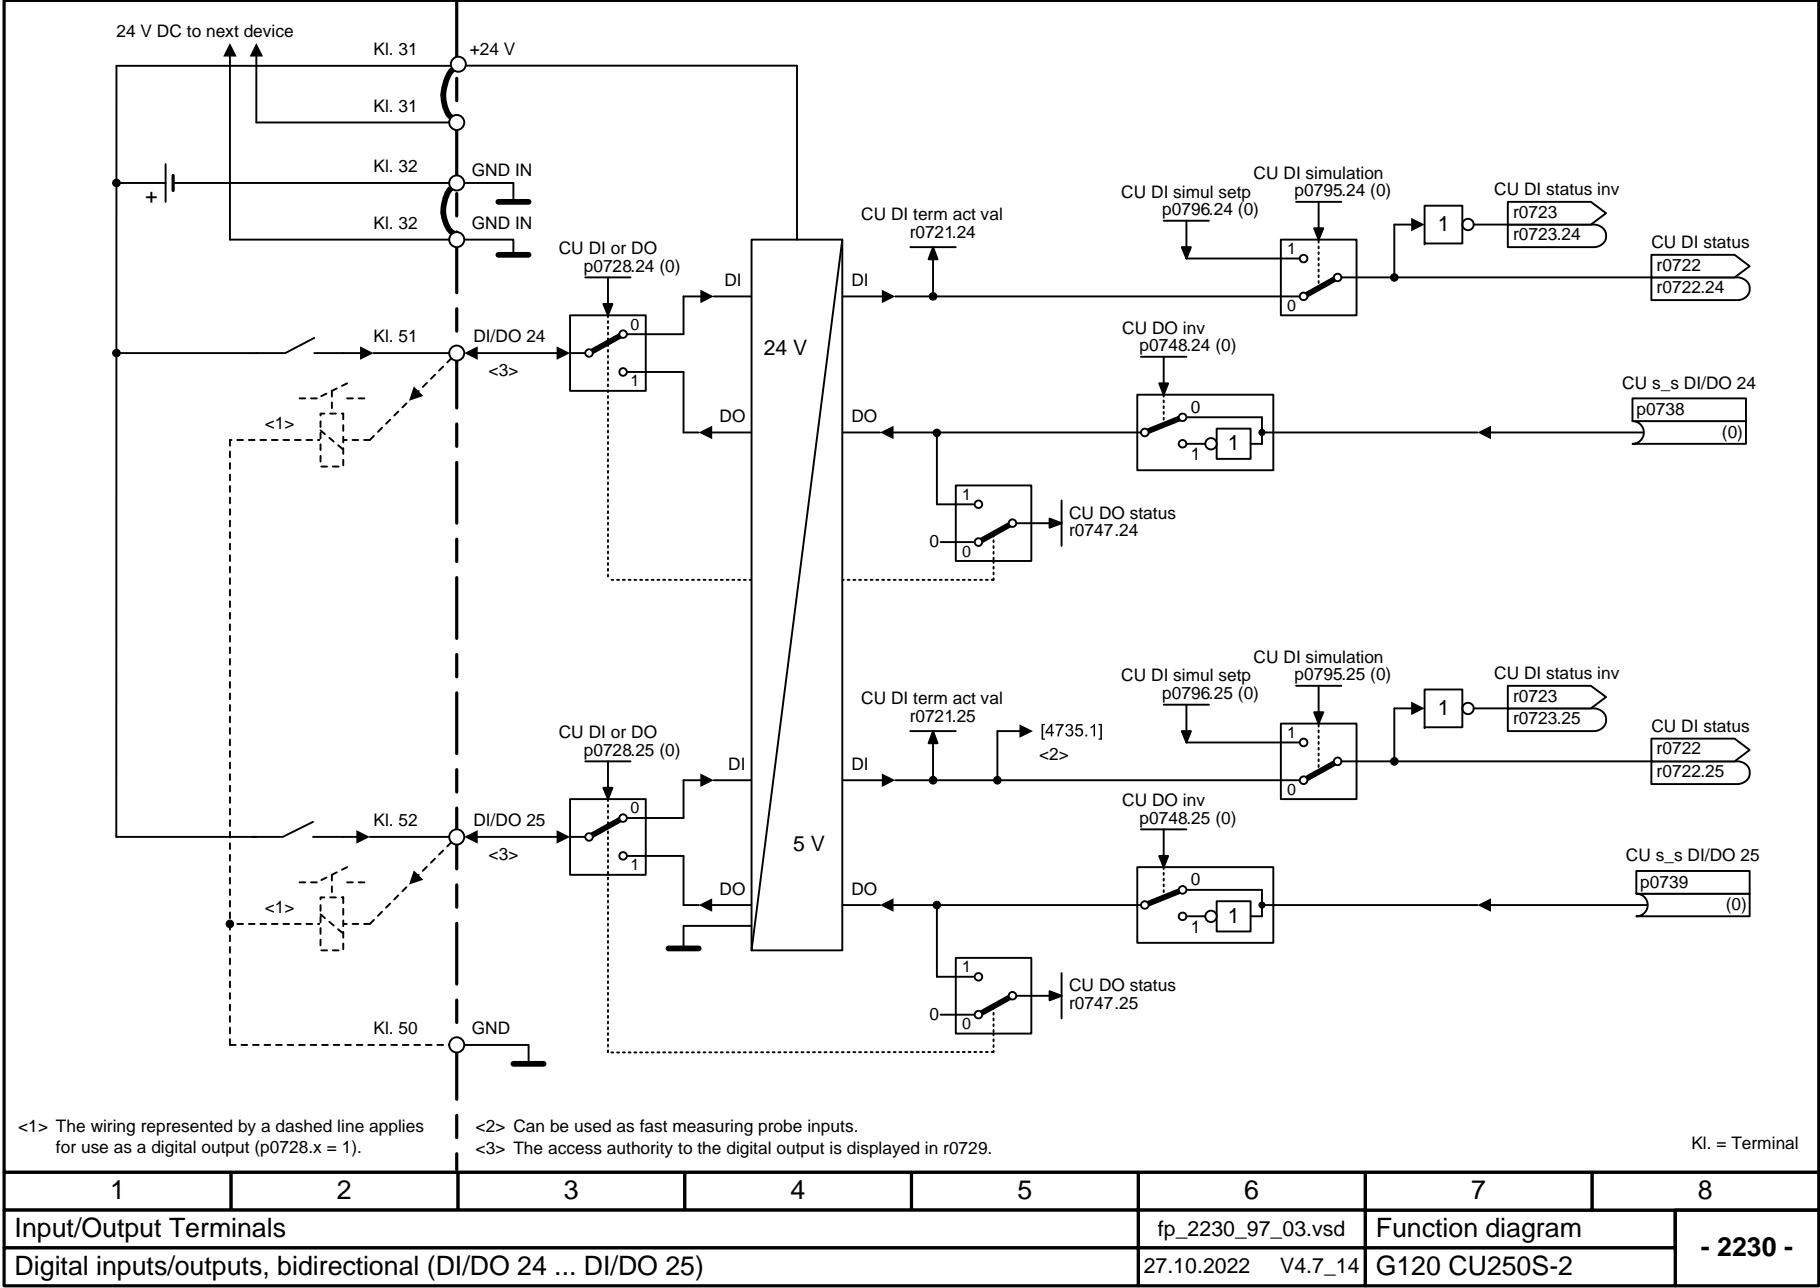 24 V DC to next device
Kl. 31
+24 V
Kl. 31
Kl. 32
GND IN
+
Kl. 32
GND IN
CU DI or DO
p0728.24 (0)
DI
DI
CU DI term act val
r0721.24
CU DI simul setp
p0796.24 (0)
CU DI simulation
p0795.24 (0)
1
0
1
CU DI status inv
r0723
r0723.24
CU DI status
r0722
r0722.24
Kl. 51
DI/DO 24
<3>
0
1
24 V
<1>
DO
DO
CU DO inv
p0748.24 (0)
0
1
1
CU s_s DI/DO 24
p0738
(0)
1
0
0
CU DO status
r0747.24
CU DI or DO
p0728.25 (0)
DI
DI
CU DI term act val
r0721.25
[4735.1]
<2>
CU DI simul setp
p0796.25 (0)
CU DI simulation
p0795.25 (0)
1
0
1
CU DI status inv
r0723
r0723.25
CU DI status
r0722
r0722.25
Kl. 52
DI/DO 25
<3>
0
1
5 V
<1>
DO
DO
CU DO inv
p0748.25 (0)
0
1
1
CU s_s DI/DO 25
p0739
(0)
1
0
0
CU DO status
r0747.25
Kl. 50
GND
<1> The wiring represented by a dashed line applies
for use as a digital output (p0728.x = 1).
<2> Can be used as fast measuring probe inputs.
<3> The access authority to the digital output is displayed in r0729.
Kl. = Terminal
1 2 3 4 5 6 7 8
Input/Output Terminals
fp_2230_97_03.vsd
Function diagram
- 2230 -
Digital inputs/outputs, bidirectional (DI/DO 24 ... DI/DO 25)
27.10.2022 V4.7_14
G120 CU250S-2